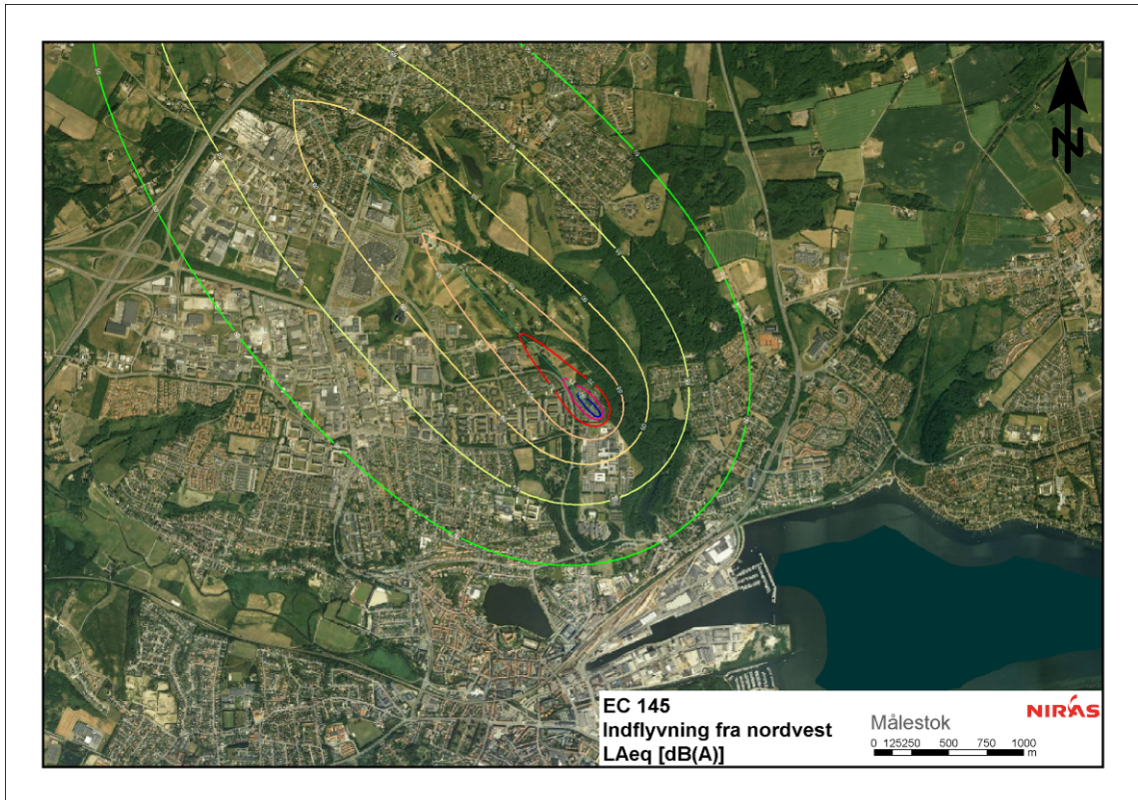 N
EC 145
Indflyvning fra nordvest
LAeq [dB(A)]
Målestok
0 125250 500 750 1000
m
NIRAS